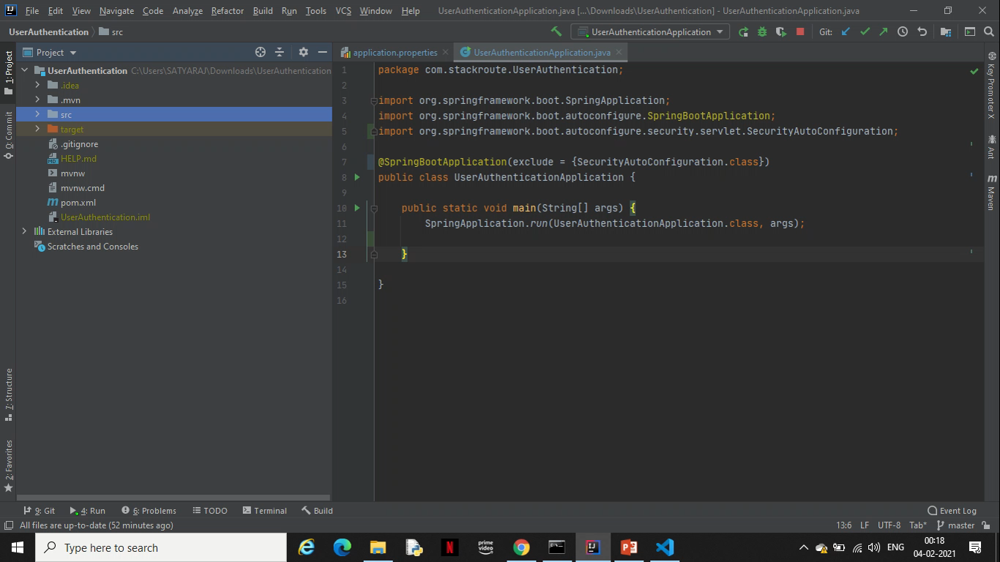 File Edit View Navigate Code Analyze Refactor Build Run Tools VCS Window Help UserAuthenticationApplication.java [...\Downloads\UserAuthentication] - UserAuthenticationApplication.java
UserAuthentication src UserAuthenticationApplication Git:
Project application.properties UserAuthenticationApplication.java
1: Project
0: Commit
7: Structure
2: Favorites
UserAuthentication C:\Users\SATYARAJ\Downloads\UserAuthentication
.idea
.mvn
src
target
.gitignore
HELP.md
mvnw
mvnw.cmd
pom.xml
UserAuthentication.iml
External Libraries
Scratches and Consoles
1 package com.stackroute.UserAuthentication;
2
3 import org.springframework.boot.SpringApplication;
4 import org.springframework.boot.autoconfigure.SpringBootApplication;
5 import org.springframework.boot.autoconfigure.security.servlet.SecurityAutoConfiguration;
6
7 @SpringBootApplication(exclude = {SecurityAutoConfiguration.class})
8 public class UserAuthenticationApplication {
9
10 public static void main(String[] args) {
11 SpringApplication.run(UserAuthenticationApplication.class, args);
12
13 }
14
15 }
16
Key Promoter X
Ant
m Maven
9: Git 4: Run 6: Problems TODO Terminal Build Event Log
All files are up-to-date (52 minutes ago) 13:6 LF UTF-8 Tab* master
Type here to search prime video ENG 00:18
04-02-2021